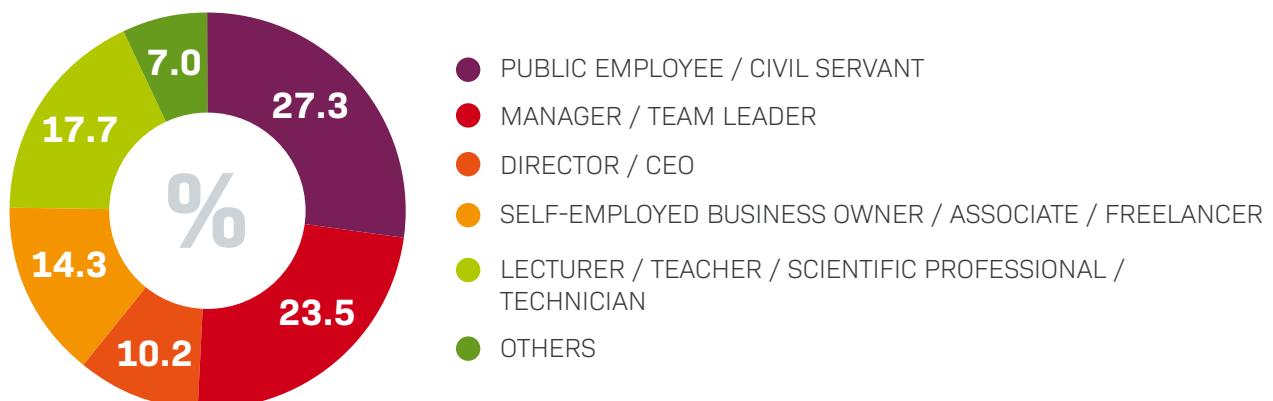 7.0
27.3
17.7
%
14.3
23.5
10.2
PUBLIC EMPLOYEE / CIVIL SERVANT
MANAGER / TEAM LEADER
DIRECTOR / CEO
SELF-EMPLOYED BUSINESS OWNER / ASSOCIATE / FREELANCER
LECTURER / TEACHER / SCIENTIFIC PROFESSIONAL /
TECHNICIAN
OTHERS